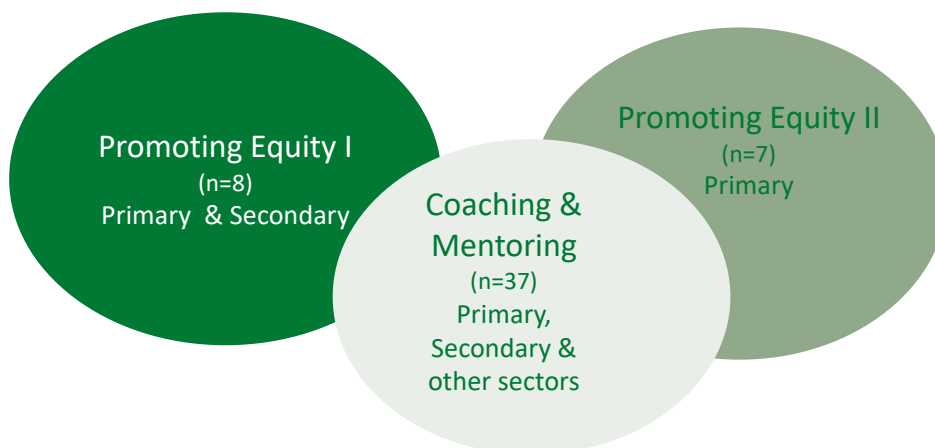 Promoting Equity I
(n=8)
Primary & Secondary
Promoting Equity II
(n=7)
Primary
Coaching &
Mentoring
(n=37)
Primary,
Secondary &
other sectors